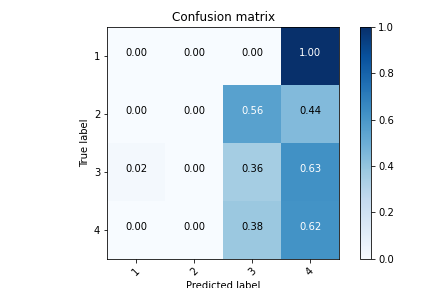 Confusion matrix
1.0
1 0.00 0.00 0.00 1.00
0.8
2 0.00 0.00 0.56 0.44
0.6
True label
3 0.02 0.00 0.36 0.63
0.4
0.2
4 0.00 0.00 0.38 0.62
0.0
1 2 3 4
Predicted label